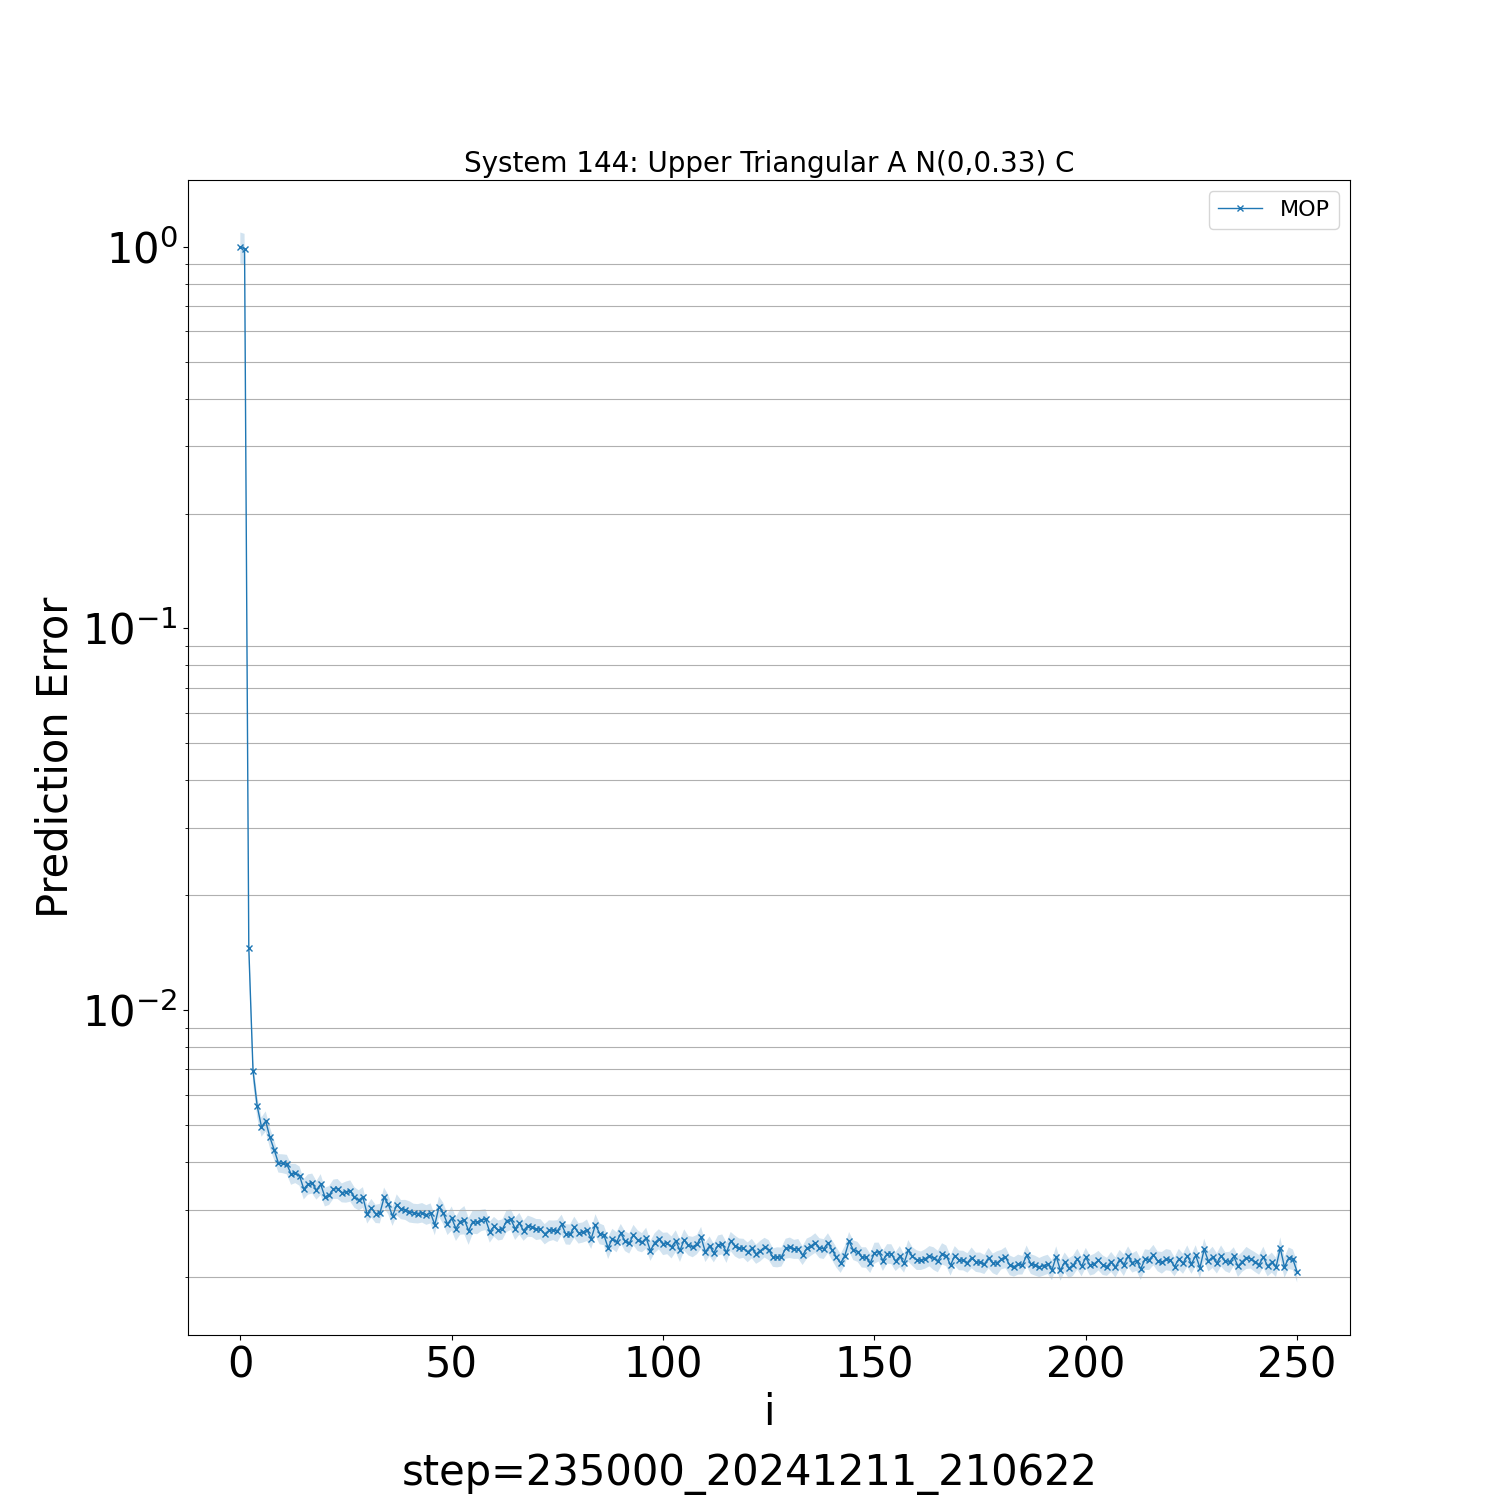 System 144: Upper Triangular A N(0,0.33) C
MOP
10⁰
10⁻¹
10⁻²
Prediction Error
0 50 100 150 200 250
i
step=235000_20241211_210622